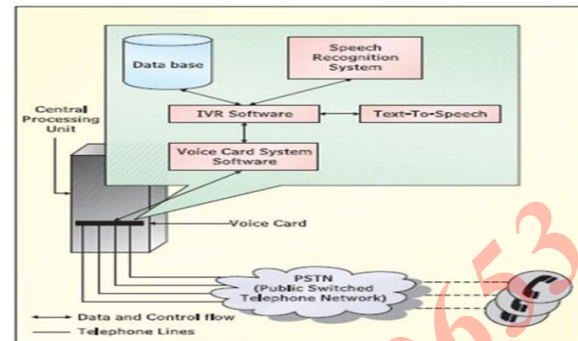 Data base
Speech
Recognition
System
Central
Processing
Unit
IVR Software
Text-To-Speech
Voice Card System
Software
Voice Card
PSTN
(Public Switched
Telephone Network)
Data and Control flow
Telephone Lines